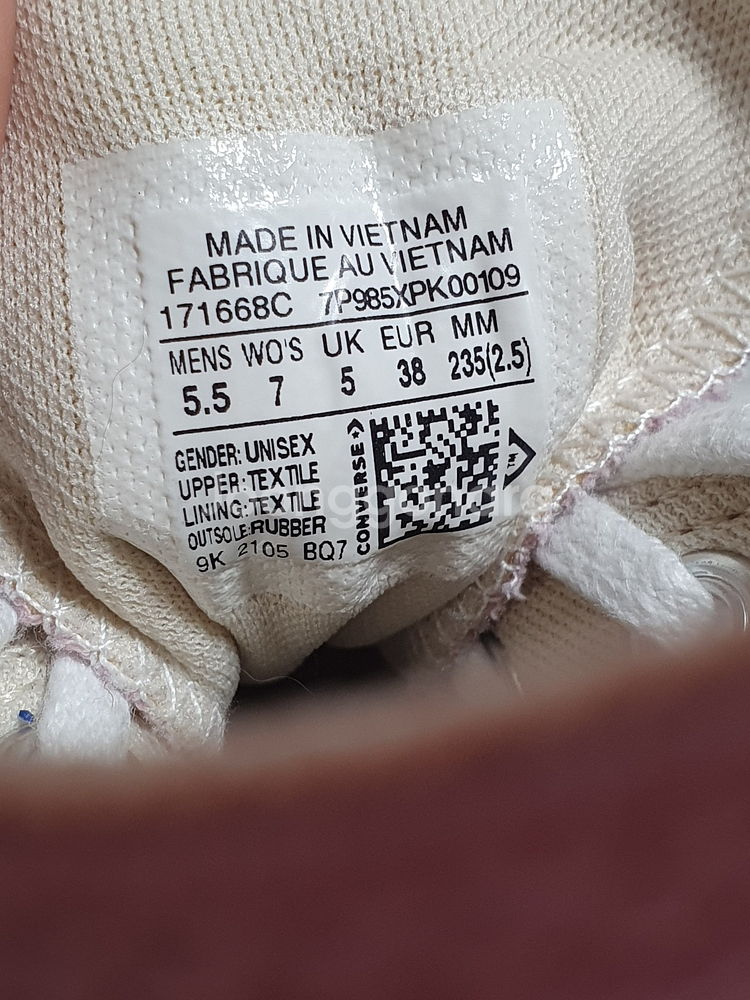 MADE IN VIETNAM
FABRIQUE AU VIETNAM
171668C 7P985XPK00109
MENS WO'S UK EUR MM
5.5 7 5 38 235(2.5)
GENDER: UNISEX
UPPER: TEXTILE
LINING: TEXTILE
OUTSOLE: RUBBER
9K 2105 BQ7
CONVERSE
TM